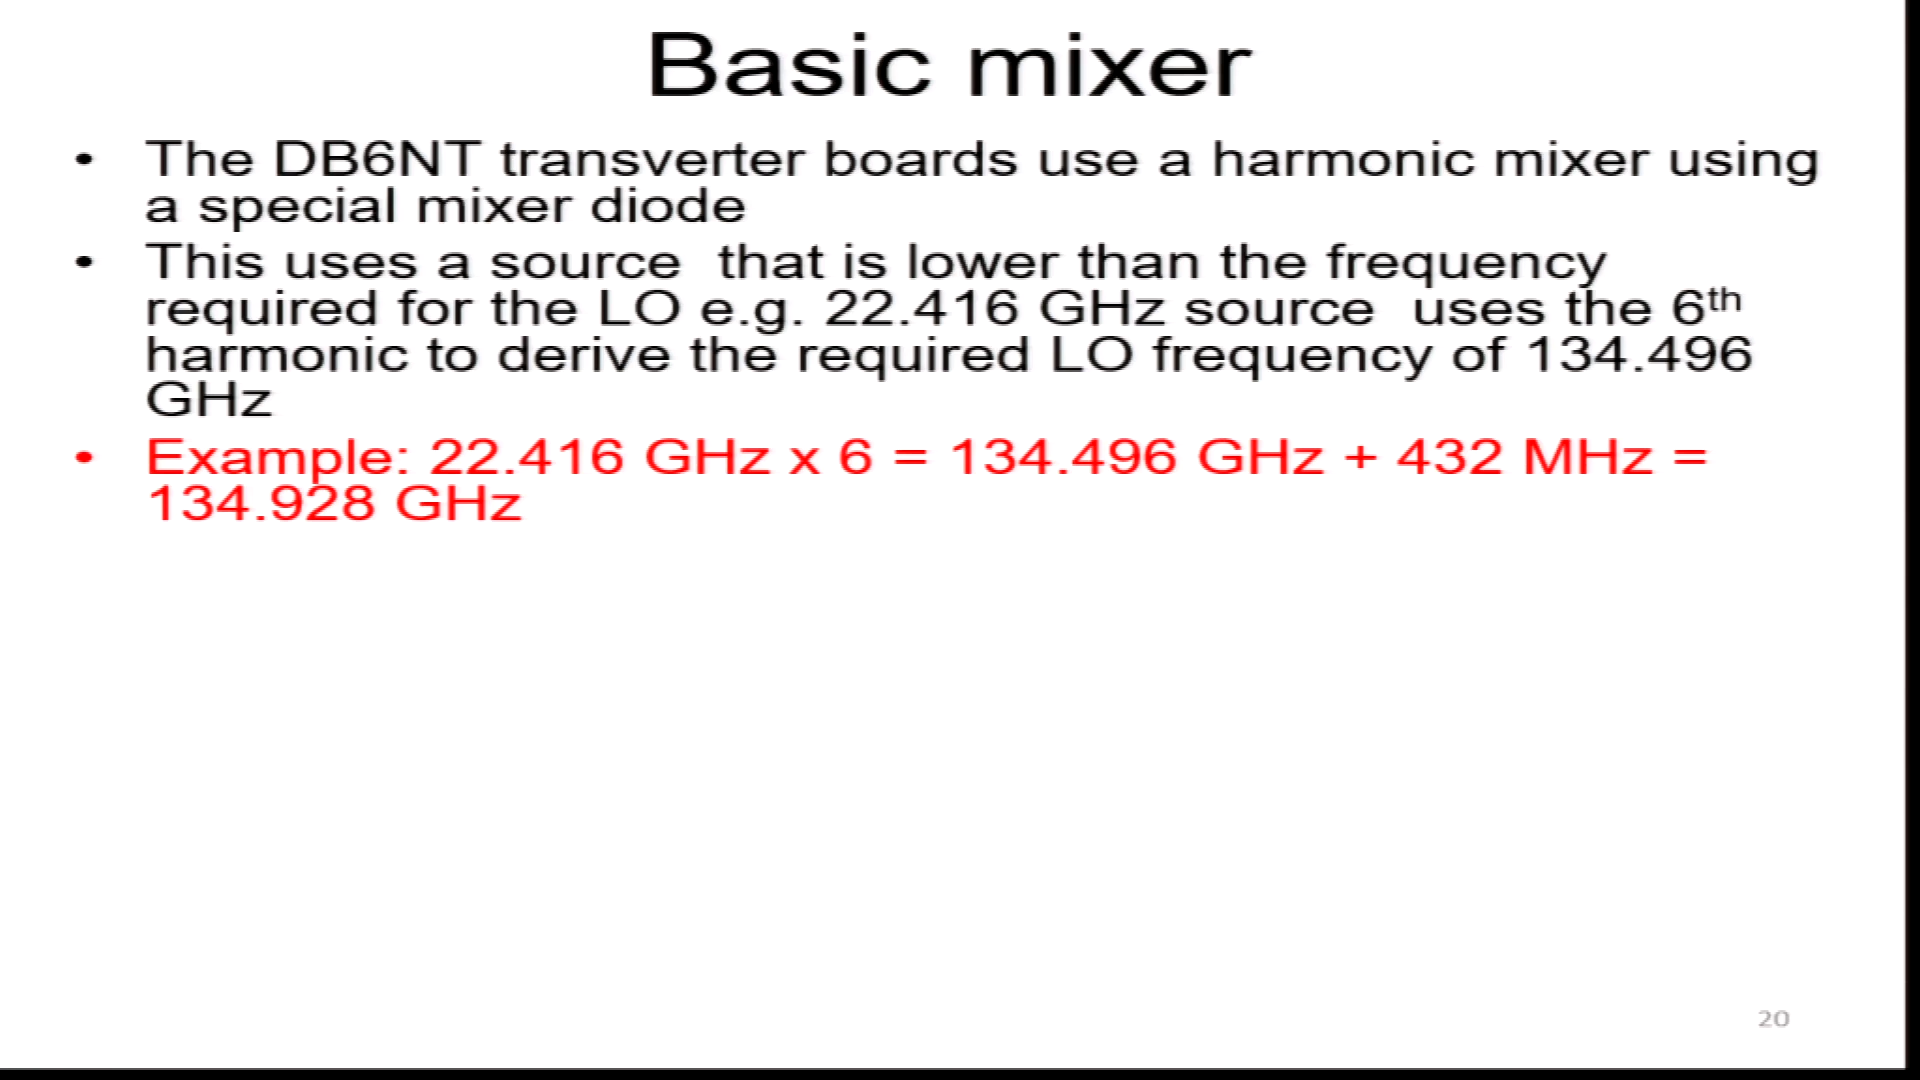 Basic mixer
• The DB6NT transverter boards use a harmonic mixer using
a special mixer diode
• This uses a source  that is lower than the frequency
required for the LO e.g. 22.416 GHz source  uses the 6th
harmonic to derive the required LO frequency of 134.496
GHz
• Example: 22.416 GHz x 6 = 134.496 GHz + 432 MHz =
134.928 GHz
20